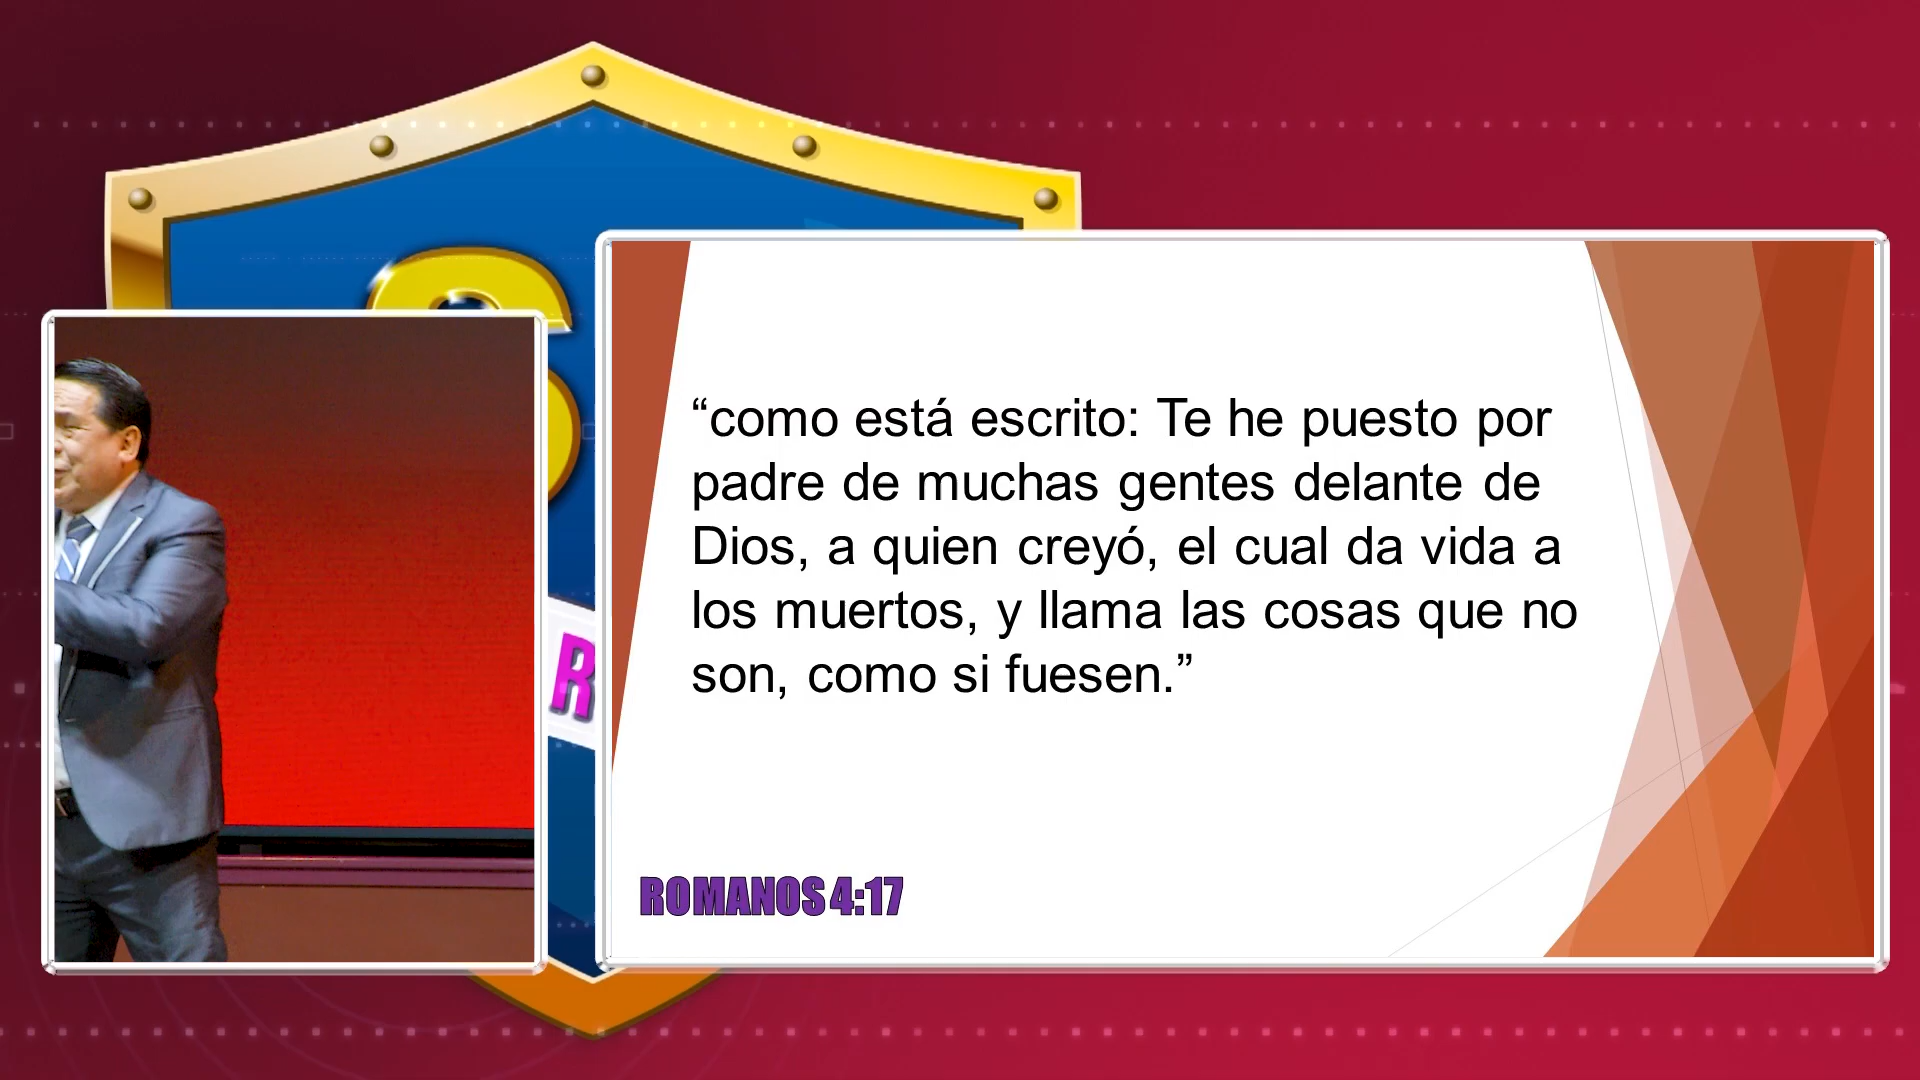 “como está escrito: Te he puesto por
padre de muchas gentes delante de
Dios, a quien creyó, el cual da vida a
los muertos, y llama las cosas que no
son, como si fuesen.”
ROMANOS 4:17